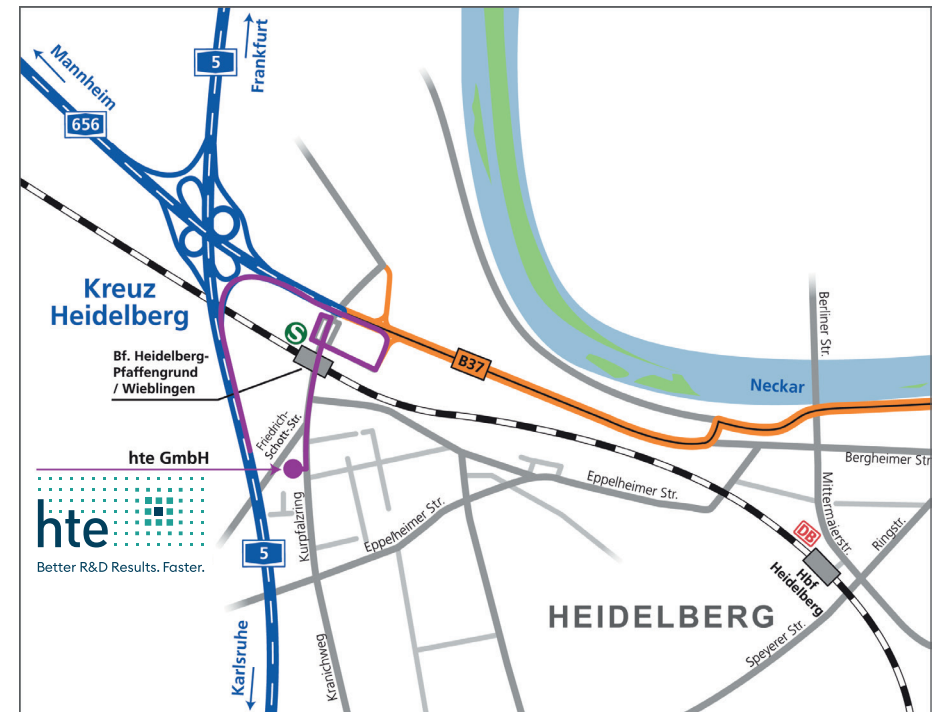 Mannheim
5
Frankfurt
656
Kreuz
Heidelberg
S
Bf. Heidelberg-
Pfaffengrund
/ Wieblingen
B37
Neckar
Berliner Str.
Friedrich-
Schott-Str.
hte GmbH
hte
Better R&D Results. Faster.
Bergheimer Str
Eppelheimer Str.
Mittermaierstr.
Ringstr.
Kurpfalzring
Eppelheimer Str.
5
DB
Hbf
Heidelberg
HEIDELBERG
Speyerer Str.
Karlsruhe
Kranichweg